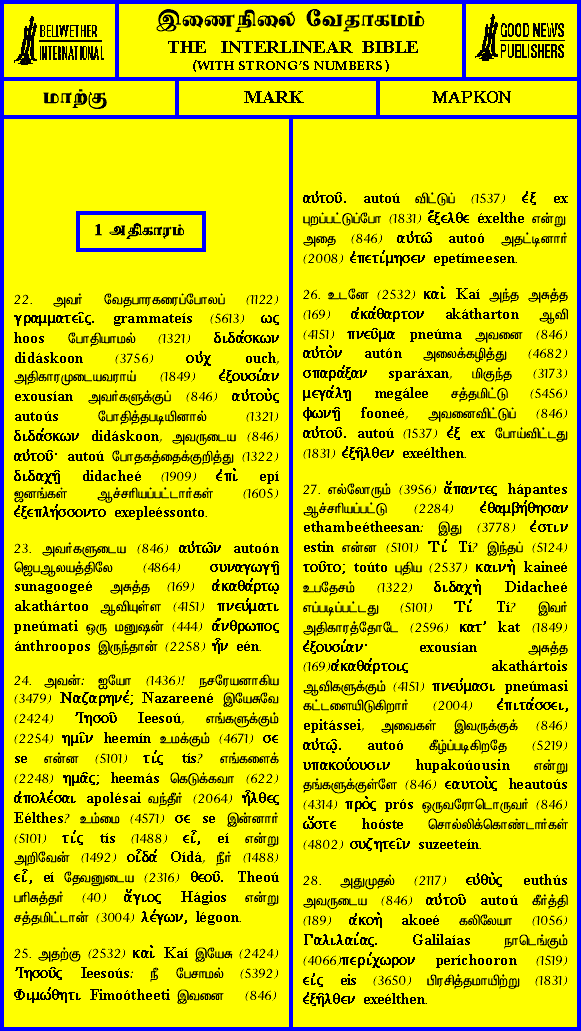 BELLWETHER
INTERNATIONAL
இணைநிலை வேதாகமம்
THE INTERLINEAR BIBLE
(WITH STRONG'S NUMBERS)
GOOD NEWS
PUBLISHERS
மாற்கு
MARK
ΜΑΡΚΟΝ
1 அதிகாரம்
22. அவர் வேதபாரகரைப்போலப் (1122)
γραμματεῖς. grammateís (5613) ως
hoos போதியாமல் (1321) διδάσκων
didáskoon (3756) ουχ ouch,
அதிகாரமுடையவராய் (1849) ἐξουσίαν
exousían அவர்களுக்குப் (846) αὐτοὺς
autoús போதித்தபடியினால் (1321)
διδάσκων didáskoon, அவருடைய (846)
αὐτοῦ· autoú போதகத்தைக்குறித்து (1322)
διδαχῇ didacheé (1909) ἐπὶ epí
ஜனங்கள் ஆச்சரியப்பட்டார்கள் (1605)
ἐξεπλήσσοντο exepleéssonto.
23. அவர்களுடைய (846) αὐτῶν autoón
ஜெபஆலயத்திலே (4864) συναγωγῇ
sunagoogeé அசுத்த (169) ἀκαθάρτῳ
akathártoo ஆவியுள்ள (4151) πνεύματι
pneúmati ஒரு மனுஷன் (444) ἄνθρωπος
ánthroopos இருந்தான் (2258) ἦν eén.
24. அவன்: ஐயோ (1436)! நசரேயனாகிய
(3479) Ναζαρηνέ; Nazareené இயேசுவே
(2424) Ἰησοῦ Ieesoú, எங்களுக்கும்
(2254) ημῖν heemín உமக்கும் (4671) σε
se என்ன (5101) τίς tís? எங்களைக்
(2248) ημᾶς; heemás கெடுக்கவா (622)
ἀπολέσαι apolésai வந்தீர் (2064) ἦλθες
Eélthes? உம்மை (4571) σε se இன்னார்
(5101) τίς tís (1488) εἶ, eí என்று
அறிவேன் (1492) οἶδά Oídá, நீர் (1488)
εἶ, eí தேவனுடைய (2316) θεοῦ. Theoú
பரிசுத்தர் (40) ἅγιος Hágios என்று
சத்தமிட்டான் (3004) λέγων, légoon.
25. அதற்கு (2532) καὶ Kaí இயேசு (2424)
Ἰησοῦς Ieesoús: நீ பேசாமல் (5392)
Φιμώθητι Fimoótheeti இவனை (846)
αὐτοῦ. autoú விட்டுப் (1537) ἐξ ex
புறப்பட்டுப்போ (1831) ἔξελθε éxelthe என்று
அதை (846) αὐτῶ autoó அதட்டினார்
(2008) ἐπετίμησεν epetímeesen.
26. உடனே (2532) καὶ Kaí அந்த அசுத்த
(169) ἀκάθαρτον akátharton ஆவி
(4151) πνεῦμα pneúma அவனை (846)
αὐτὸν autón அலைக்கழித்து (4682)
σπαράξαν sparáxan, மிகுந்த (3173)
μεγάλῃ megálee சத்தமிட்டு (5456)
φωνῇ fooneé, அவனைவிட்டுப் (846)
αὐτοῦ. autoú (1537) ἐξ ex போய்விட்டது
(1831) ἐξῆλθεν exeélthen.
27. எல்லோரும் (3956) ἅπαντες hápantes
ஆச்சரியப்பட்டு (2284) ἐθαμβήθησαν
ethambeétheesan: இது (3778) ἐστιν
estin என்ன (5101) Ἱί Tí? இந்தப் (5124)
τοῦτο; toúto புதிய (2537) καινὴ kaineé
உபதேசம் (1322) διδαχὴ Didacheé
எப்படிப்பட்டது (5101) Ἱί Tí? இவர்
அதிகாரத்தோடே (2596) κατ' kat (1849)
ἐξουσίαν· exousían அசுத்த
(169)ἀκαθάρτοις akathártois
ஆவிகளுக்கும் (4151) πνεύμασι pneúmasi
கட்டளையிடுகிறார் (2004) ἐπιτάσσει,
epitássei, அவைகள் இவருக்குக் (846)
αὐτῷ. autoó கீழ்ப்படிகிறதே (5219)
υπακούουσιν hupakoúousin என்று
தங்களுக்குள்ளே (846) εαυτοὺς heautoús
(4314) πρὸς prós ஒருவரோடொருவர் (846)
ὥστε hoóste சொல்லிக்கொண்டார்கள்
(4802) συζητεῖν suzeteín.
28. அதுமுதல் (2117) εὐθὺς euthús
அவருடைய (846) αὐτοῦ autoú கீர்த்தி
(189) ἀκοὴ akoeé கலிலேயா (1056)
Γαλιλαίας. Galilaías நாடெங்கும்
(4066)περίχωρον períchooron (1519)
εἰς eis (3650) பிரசித்தமாயிற்று (1831)
ἐξῆλθεν exeélthen.